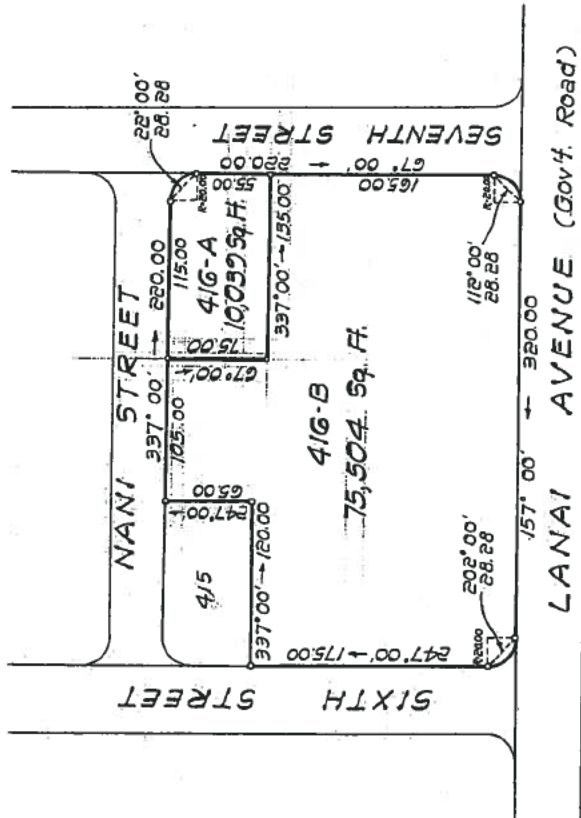 NANI STREET
SEVENTH STREET
SIXTH STREET
LANAI AVENUE (Gov't. Road)
337° 00' → 220.00
105.00
115.00
22° 00'
28.28
R=20.00
55.00
220.00
67° 00' →
165.00
416-A
10,039 Sq. Ft.
75.00
67° 00' →
337° 00' → 135.00
415
65.00
247° 00' →
337° 00' → 120.00
416-B
75,504 Sq. Ft.
247° 00' → 175.00
R=20.00
202° 00'
28.28
R=20.00
112° 00'
28.28
157° 00' ← 320.00